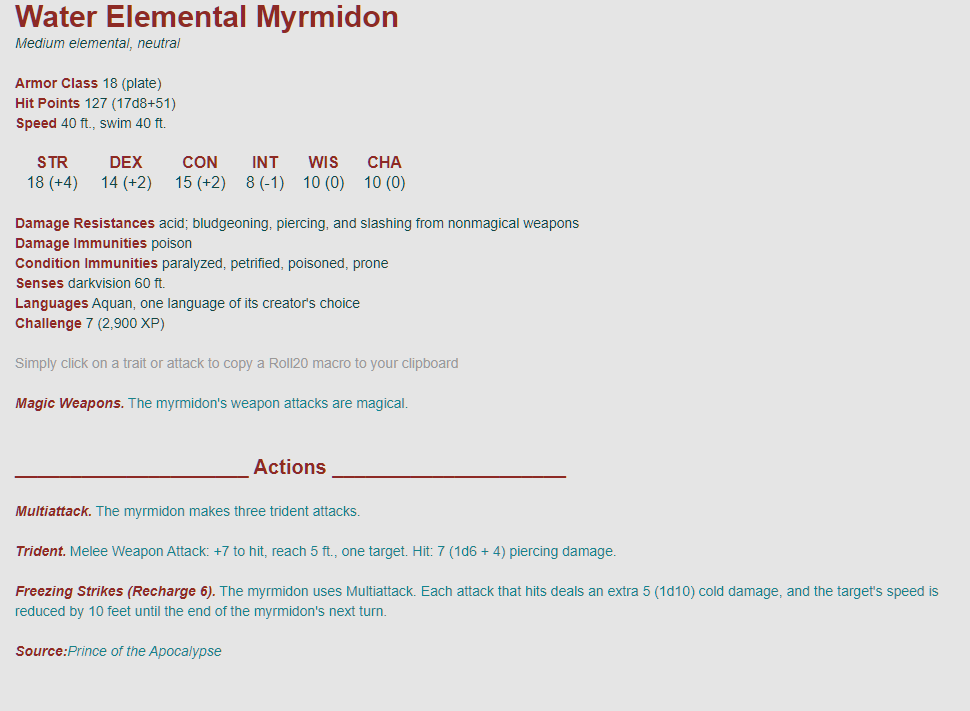 Water Elemental Myrmidon
Medium elemental, neutral
Armor Class 18 (plate)
Hit Points 127 (17d8+51)
Speed 40 ft., swim 40 ft.
STR DEX CON INT WIS CHA
18 (+4) 14 (+2) 15 (+2) 8 (-1) 10 (0) 10 (0)
Damage Resistances acid; bludgeoning, piercing, and slashing from nonmagical weapons
Damage Immunities poison
Condition Immunities paralyzed, petrified, poisoned, prone
Senses darkvision 60 ft.
Languages Aquan, one language of its creator's choice
Challenge 7 (2,900 XP)
Simply click on a trait or attack to copy a Roll20 macro to your clipboard
Magic Weapons. The myrmidon's weapon attacks are magical.
Actions
Multiattack. The myrmidon makes three trident attacks.
Trident. Melee Weapon Attack: +7 to hit, reach 5 ft., one target. Hit: 7 (1d6 + 4) piercing damage.
Freezing Strikes (Recharge 6). The myrmidon uses Multiattack. Each attack that hits deals an extra 5 (1d10) cold damage, and the target's speed is
reduced by 10 feet until the end of the myrmidon's next turn.
Source:Prince of the Apocalypse